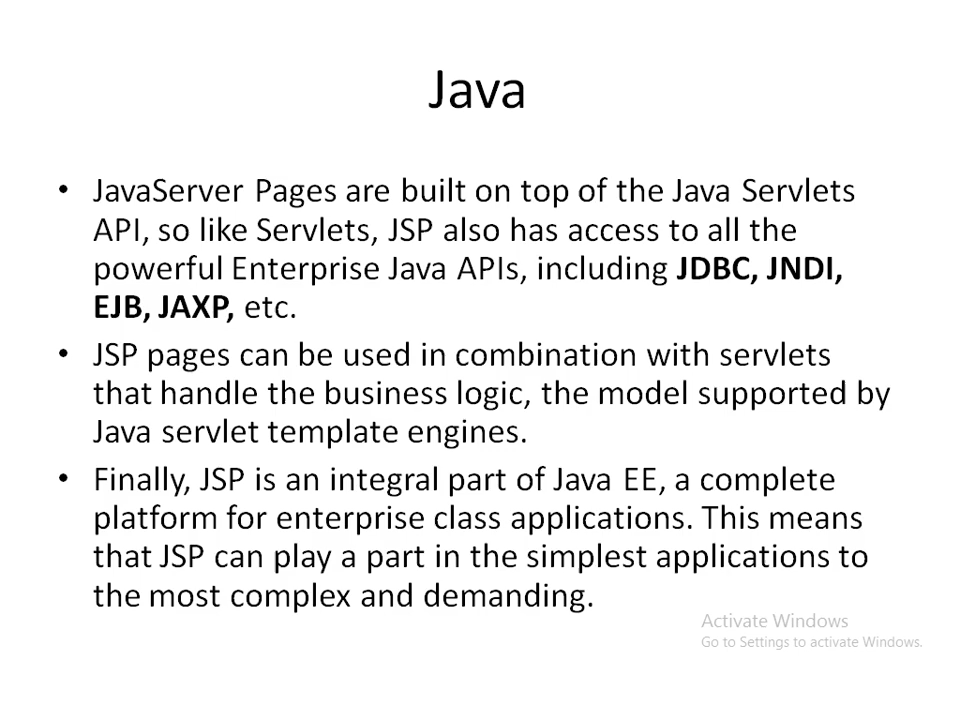 Java
• JavaServer Pages are built on top of the Java Servlets
API, so like Servlets, JSP also has access to all the
powerful Enterprise Java APIs, including JDBC, JNDI,
EJB, JAXP, etc.
• JSP pages can be used in combination with servlets
that handle the business logic, the model supported by
Java servlet template engines.
• Finally, JSP is an integral part of Java EE, a complete
platform for enterprise class applications. This means
that JSP can play a part in the simplest applications to
the most complex and demanding.
Activate Windows
Go to Settings to activate Windows.